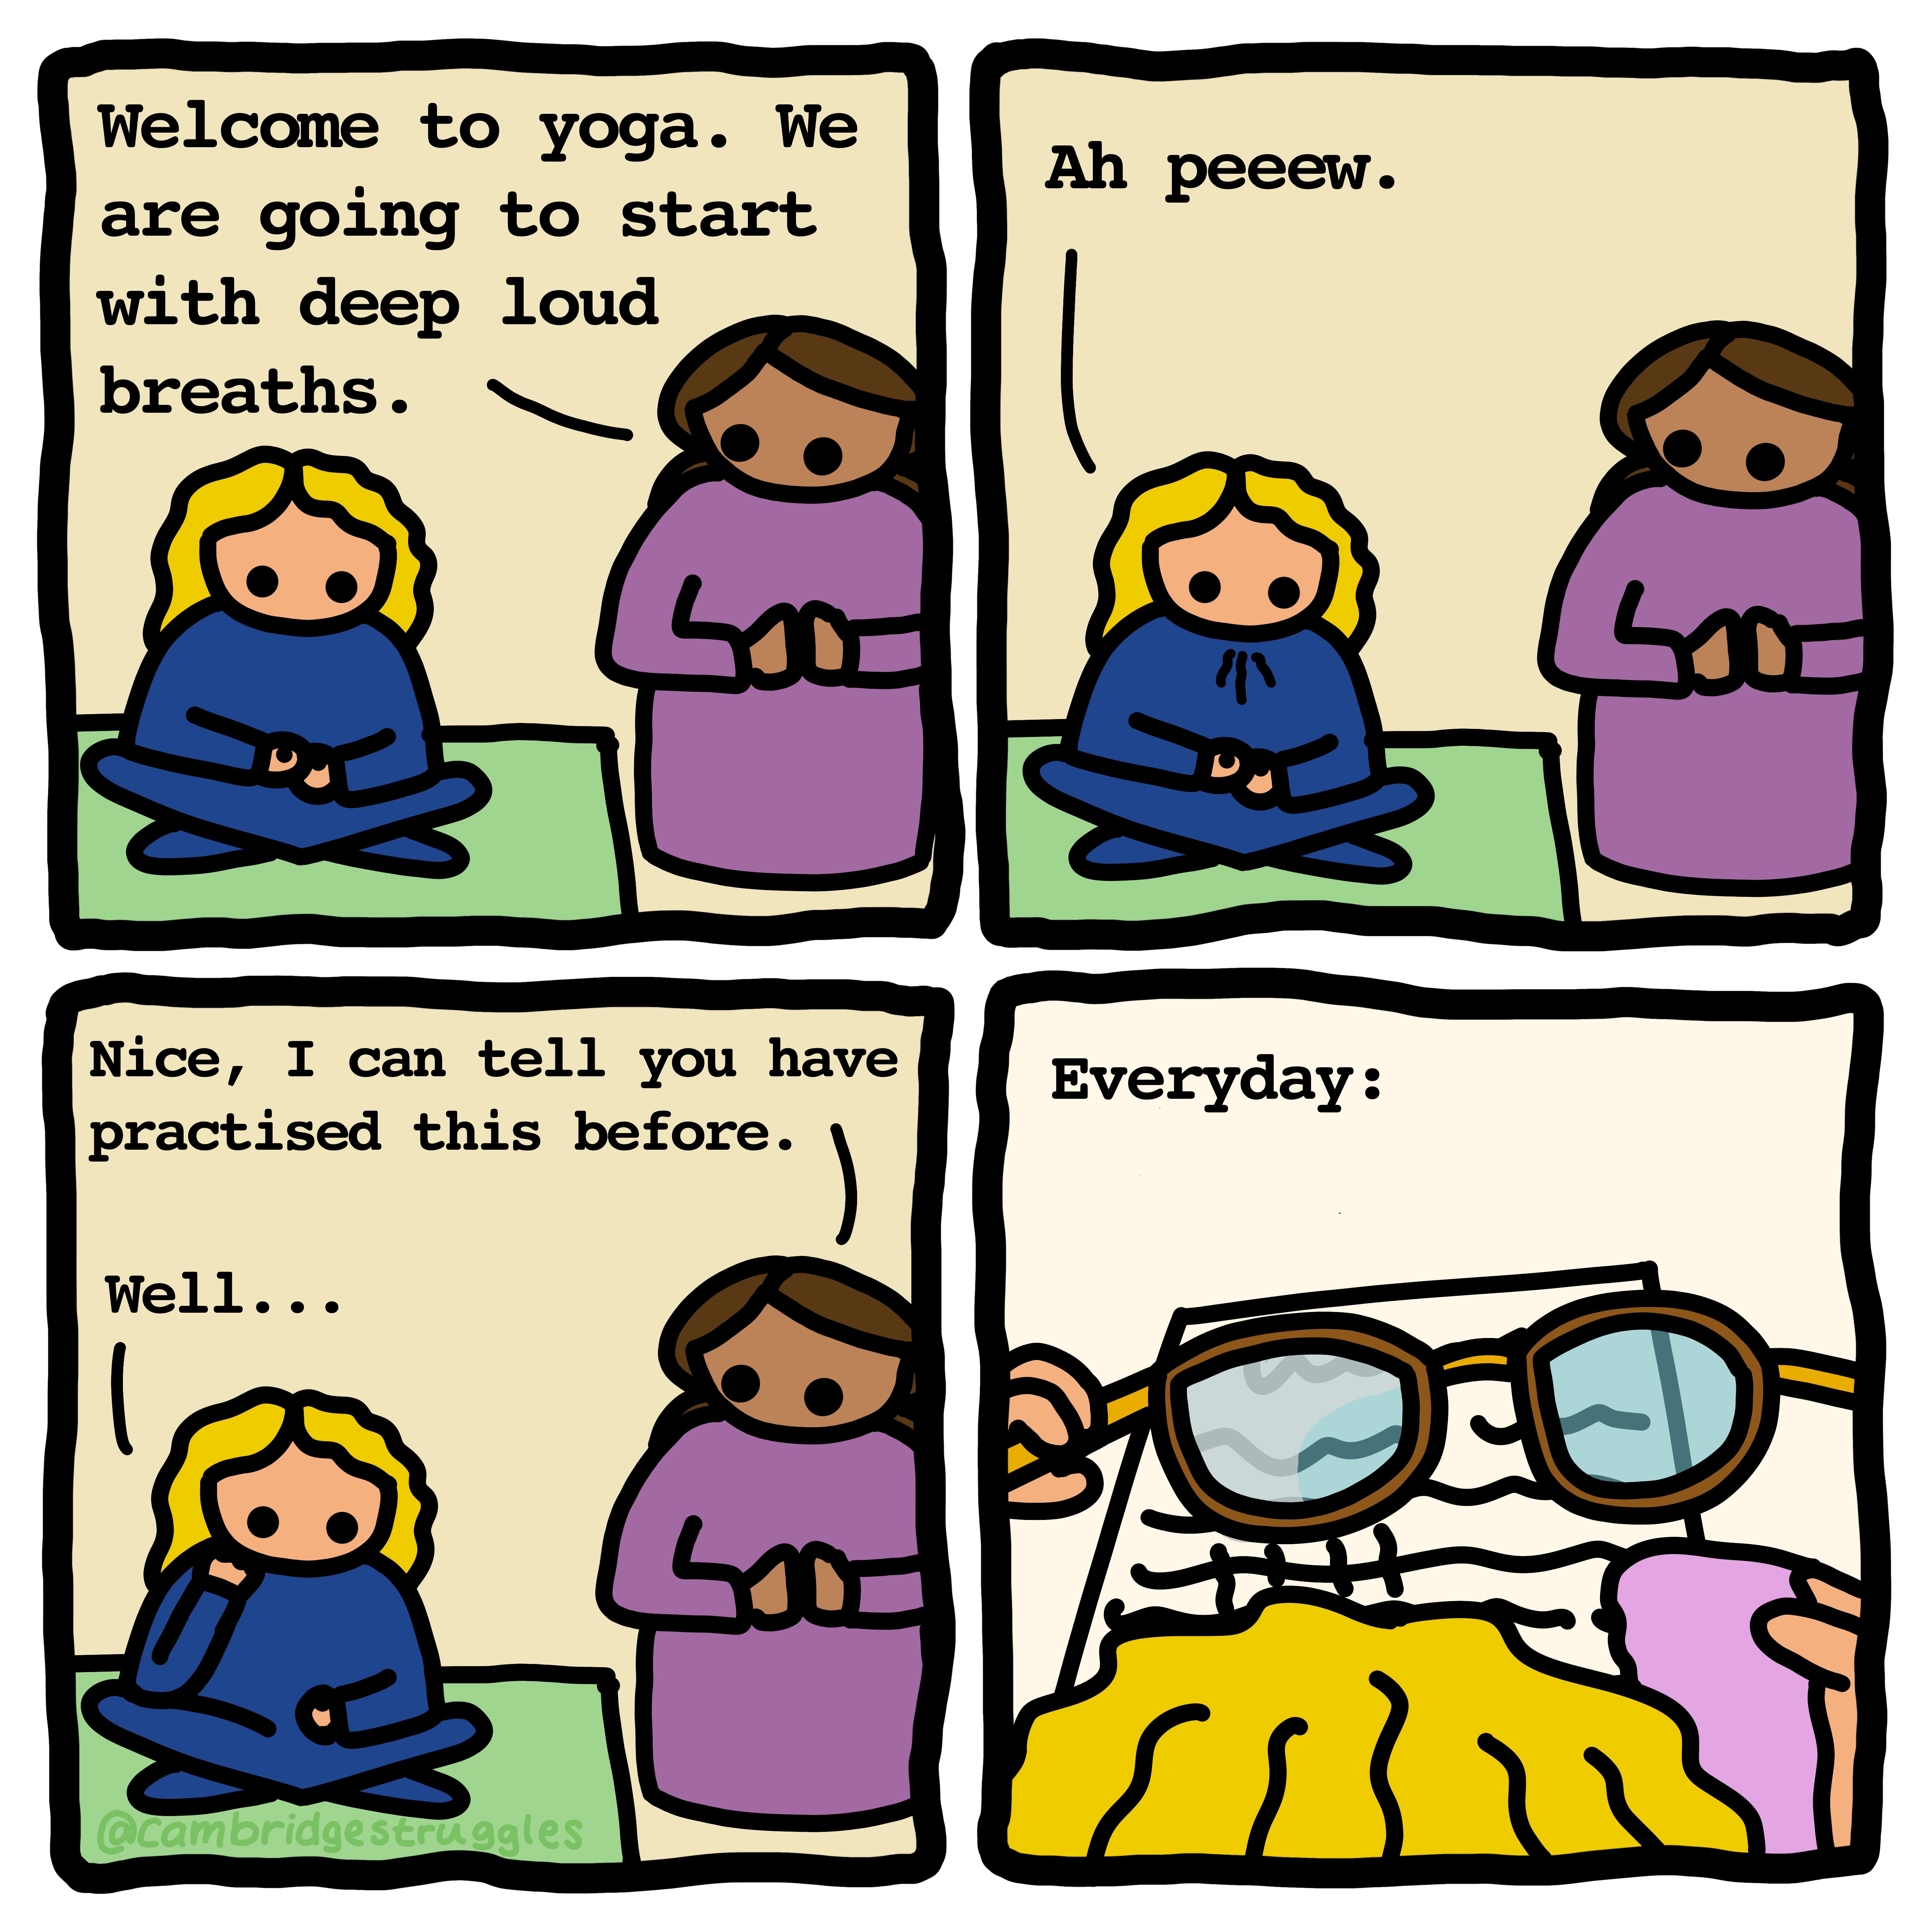 Welcome to yoga. We
are going to start
with deep loud
breaths.
Ah peeew.
Nice, I can tell you have
practised this before.
Well...
@Cambridgestruggles
Everyday: